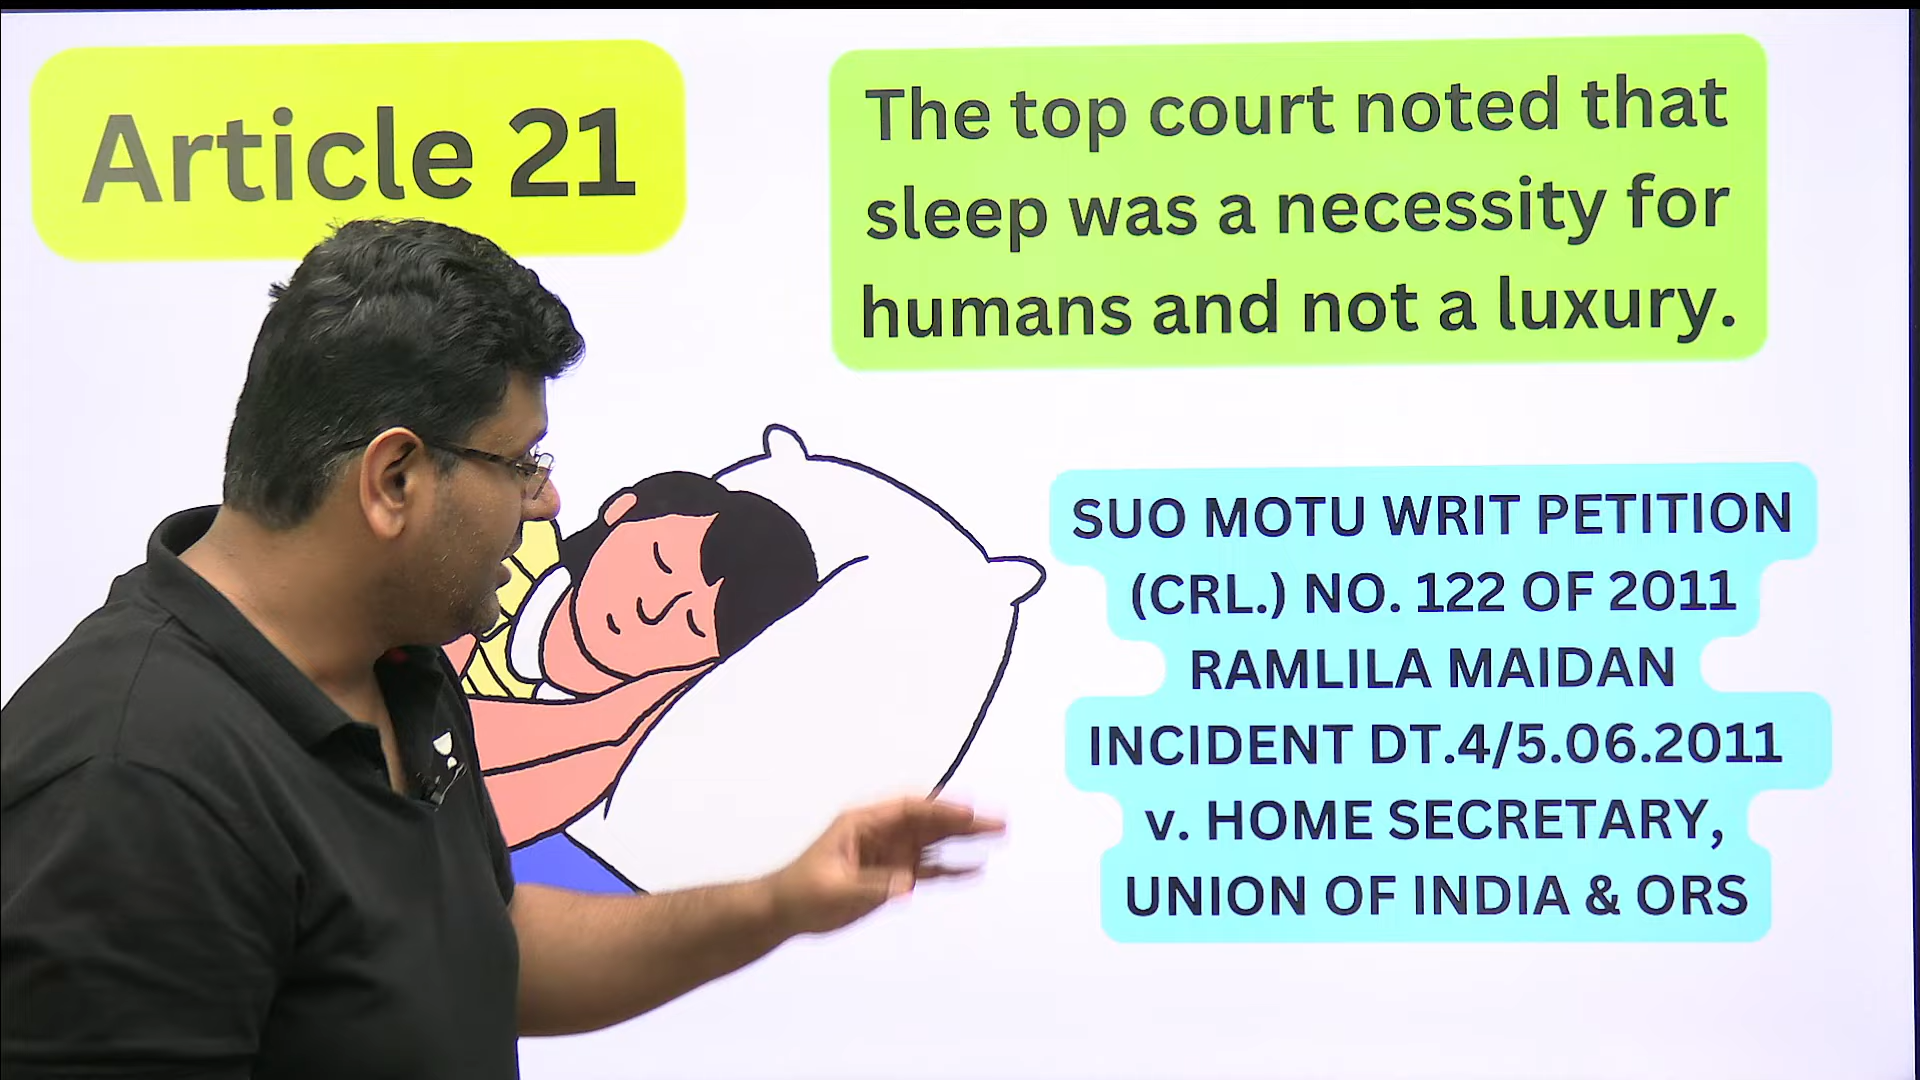 Article 21
The top court noted that
sleep was a necessity for
humans and not a luxury.
SUO MOTU WRIT PETITION
(CRL.) NO. 122 OF 2011
RAMLILA MAIDAN
INCIDENT DT.4/5.06.2011
v. HOME SECRETARY,
UNION OF INDIA & ORS